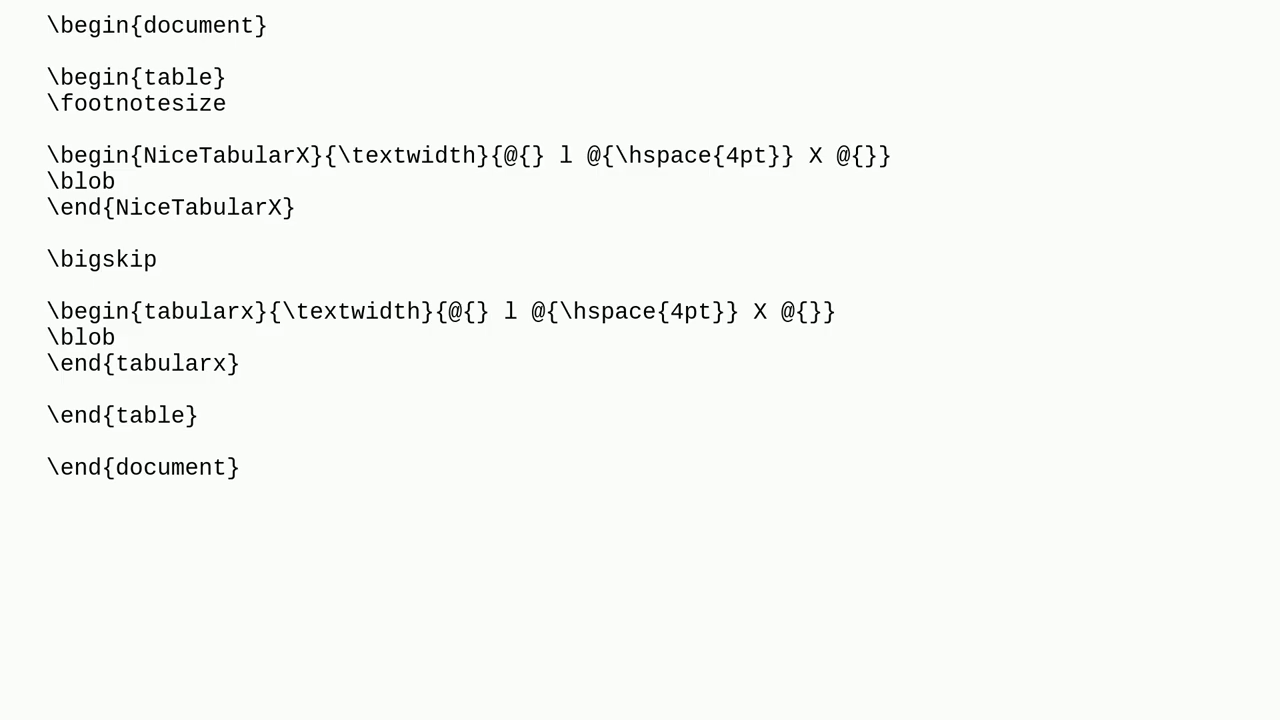 \begin{document}

\begin{table}
\footnotesize

\begin{NiceTabularX}{\textwidth}{@{} l @{\hspace{4pt}} X @{}}
\blob
\end{NiceTabularX}

\bigskip

\begin{tabularx}{\textwidth}{@{} l @{\hspace{4pt}} X @{}}
\blob
\end{tabularx}

\end{table}

\end{document}